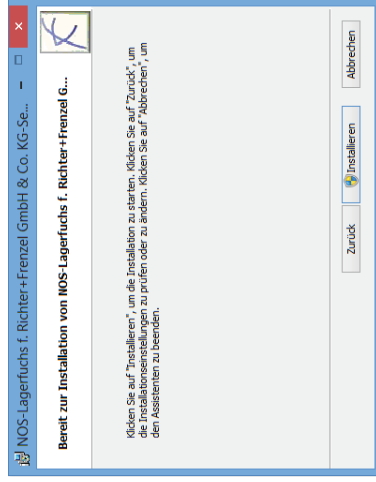 NOS-Lagerfuchs f. Richter+Frenzel GmbH & Co. KG-Se...
Bereit zur Installation von NOS-Lagerfuchs f. Richter+Frenzel G...
Klicken Sie auf "Installieren", um die Installation zu starten. Klicken Sie auf "Zurück", um
die Installationseinstellungen zu prüfen oder zu ändern. Klicken Sie auf "Abbrechen", um
den Assistenten zu beenden.
Zurück
Installieren
Abbrechen